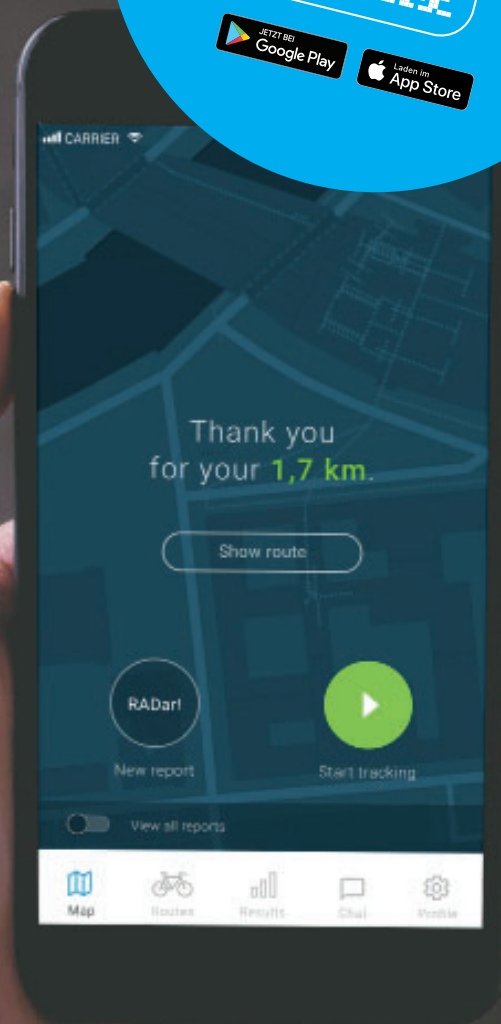 JETZT BEI
Google Play
Laden im
App Store
CARRIER
Thank you
for your 1,7 km.
Show route
RADar!
New report
Start tracking
View all reports
Map
Routes
Results
Chat
Profile